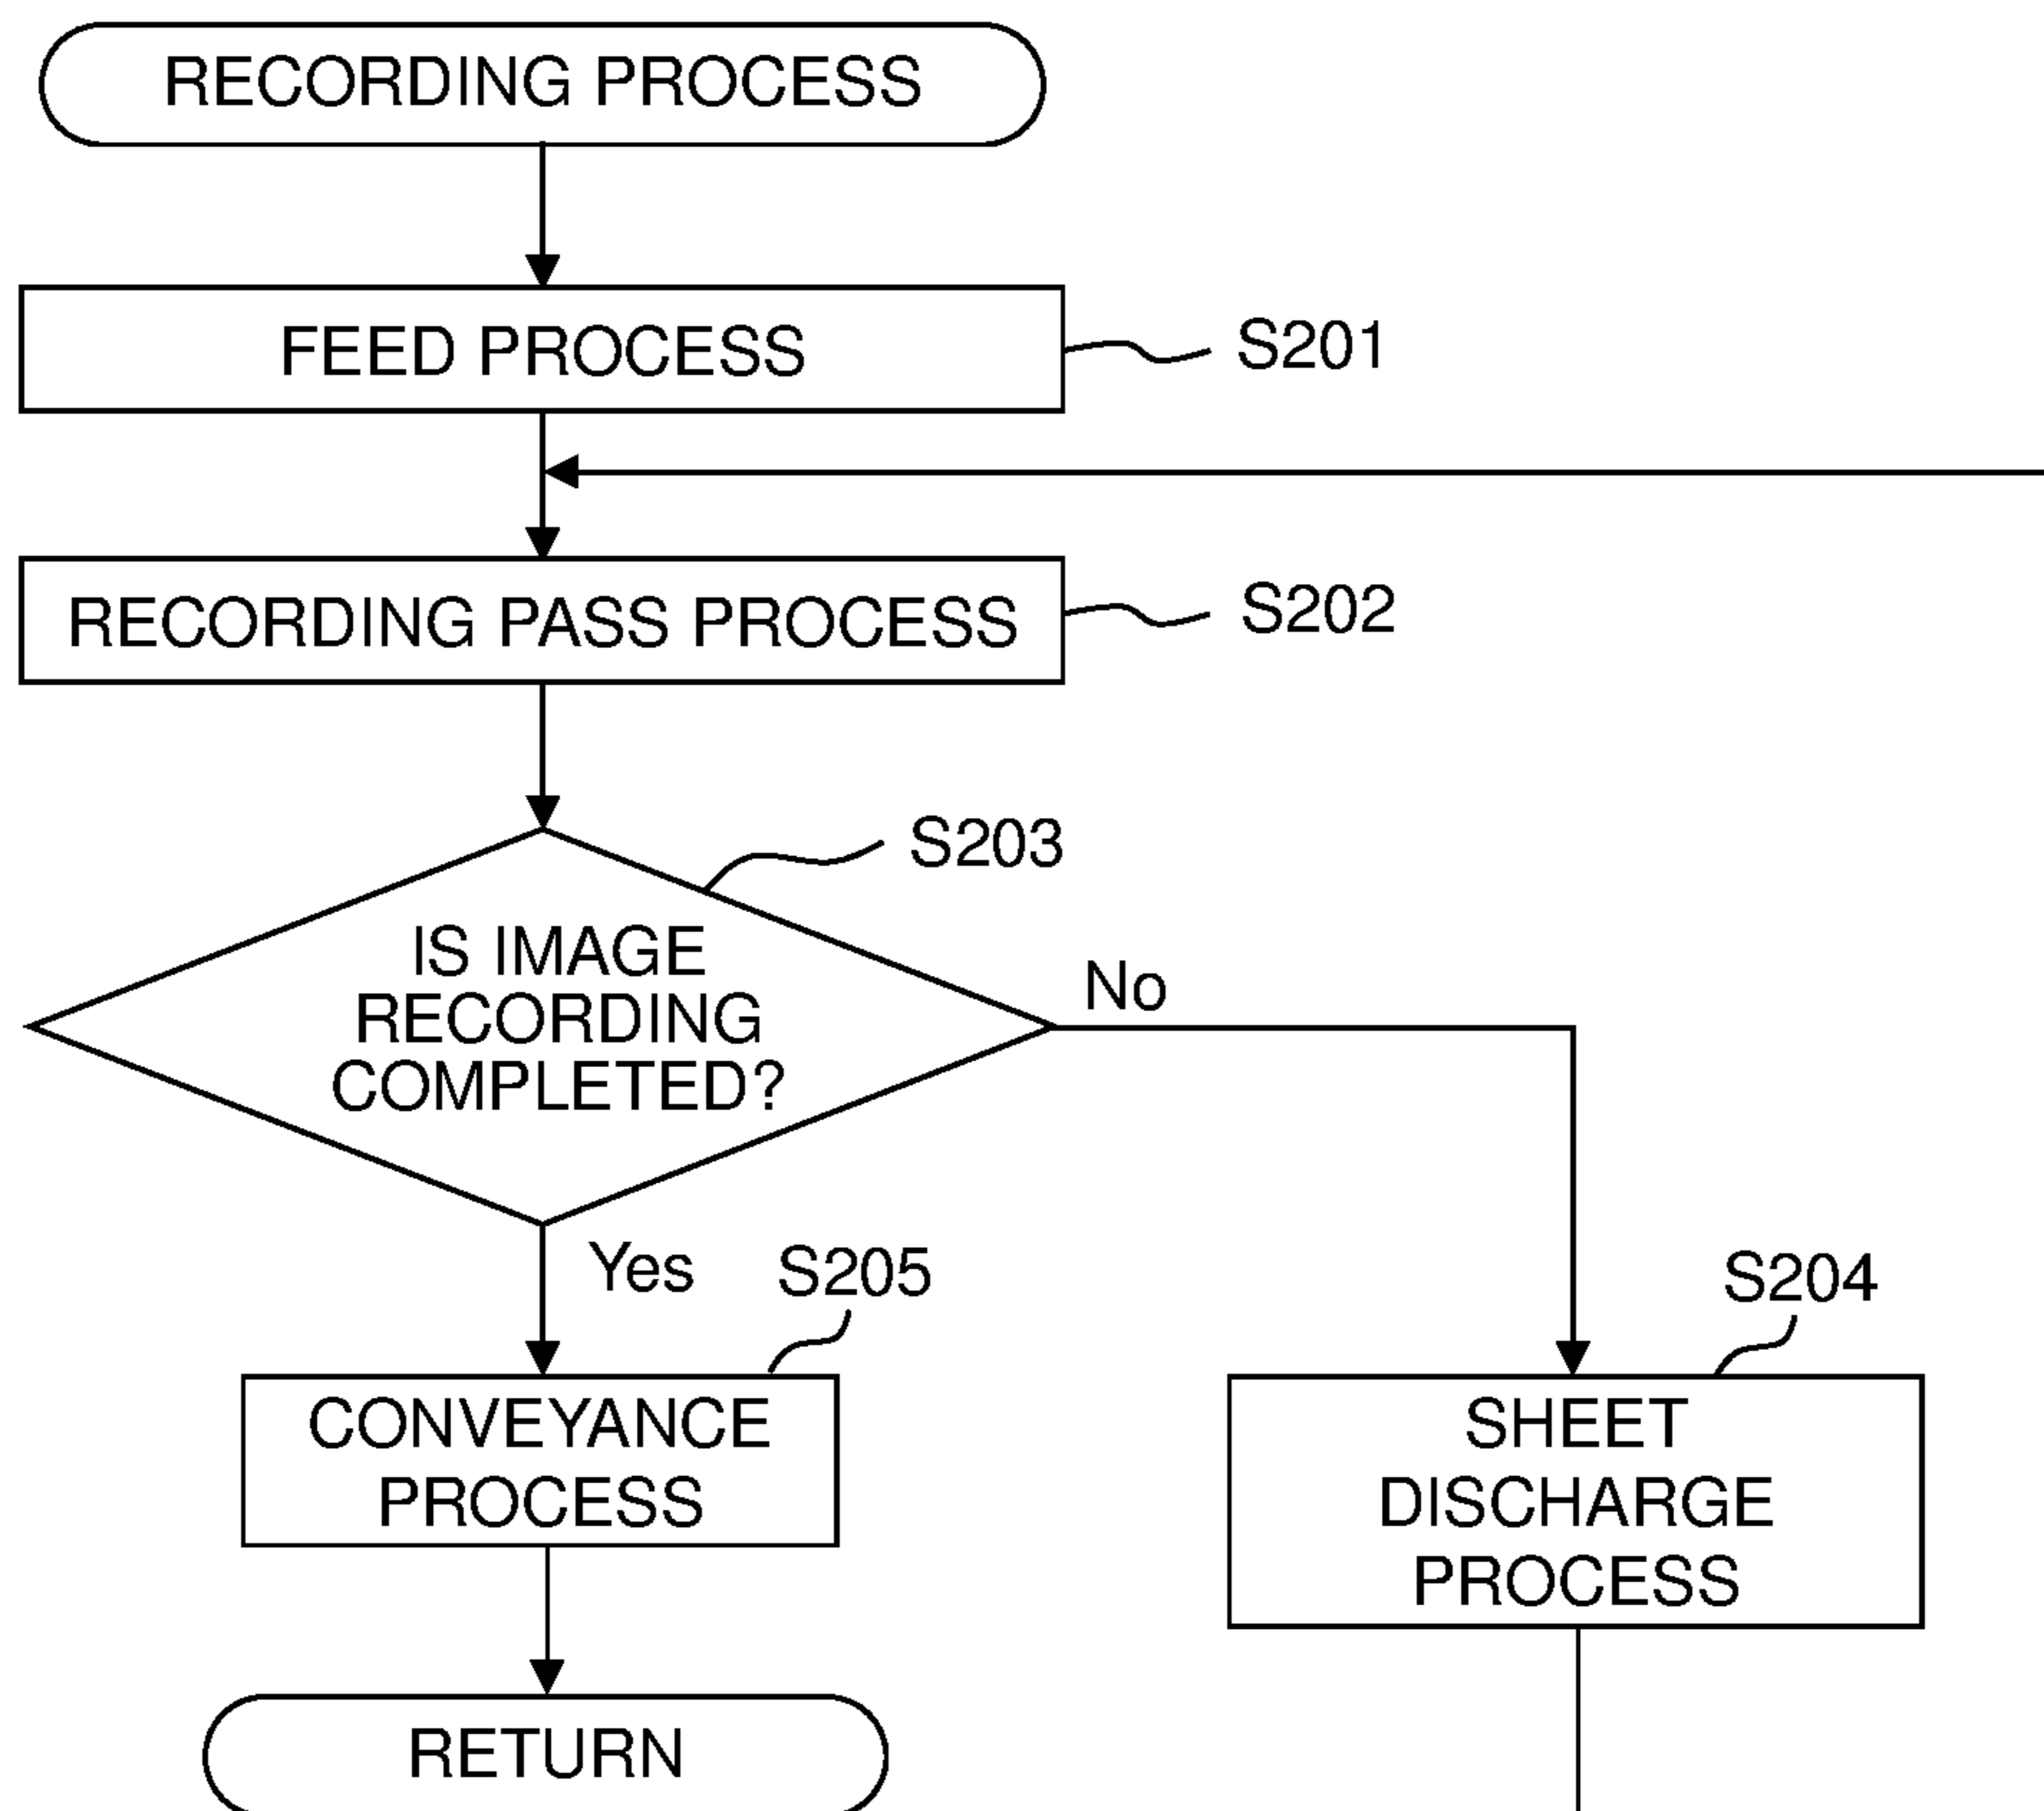 RECORDING PROCESS
FEED PROCESS
S201
RECORDING PASS PROCESS
S202
S203
IS IMAGE
RECORDING
COMPLETED?
No
Yes
S205
S204
CONVEYANCE
PROCESS
SHEET
DISCHARGE
PROCESS
RETURN